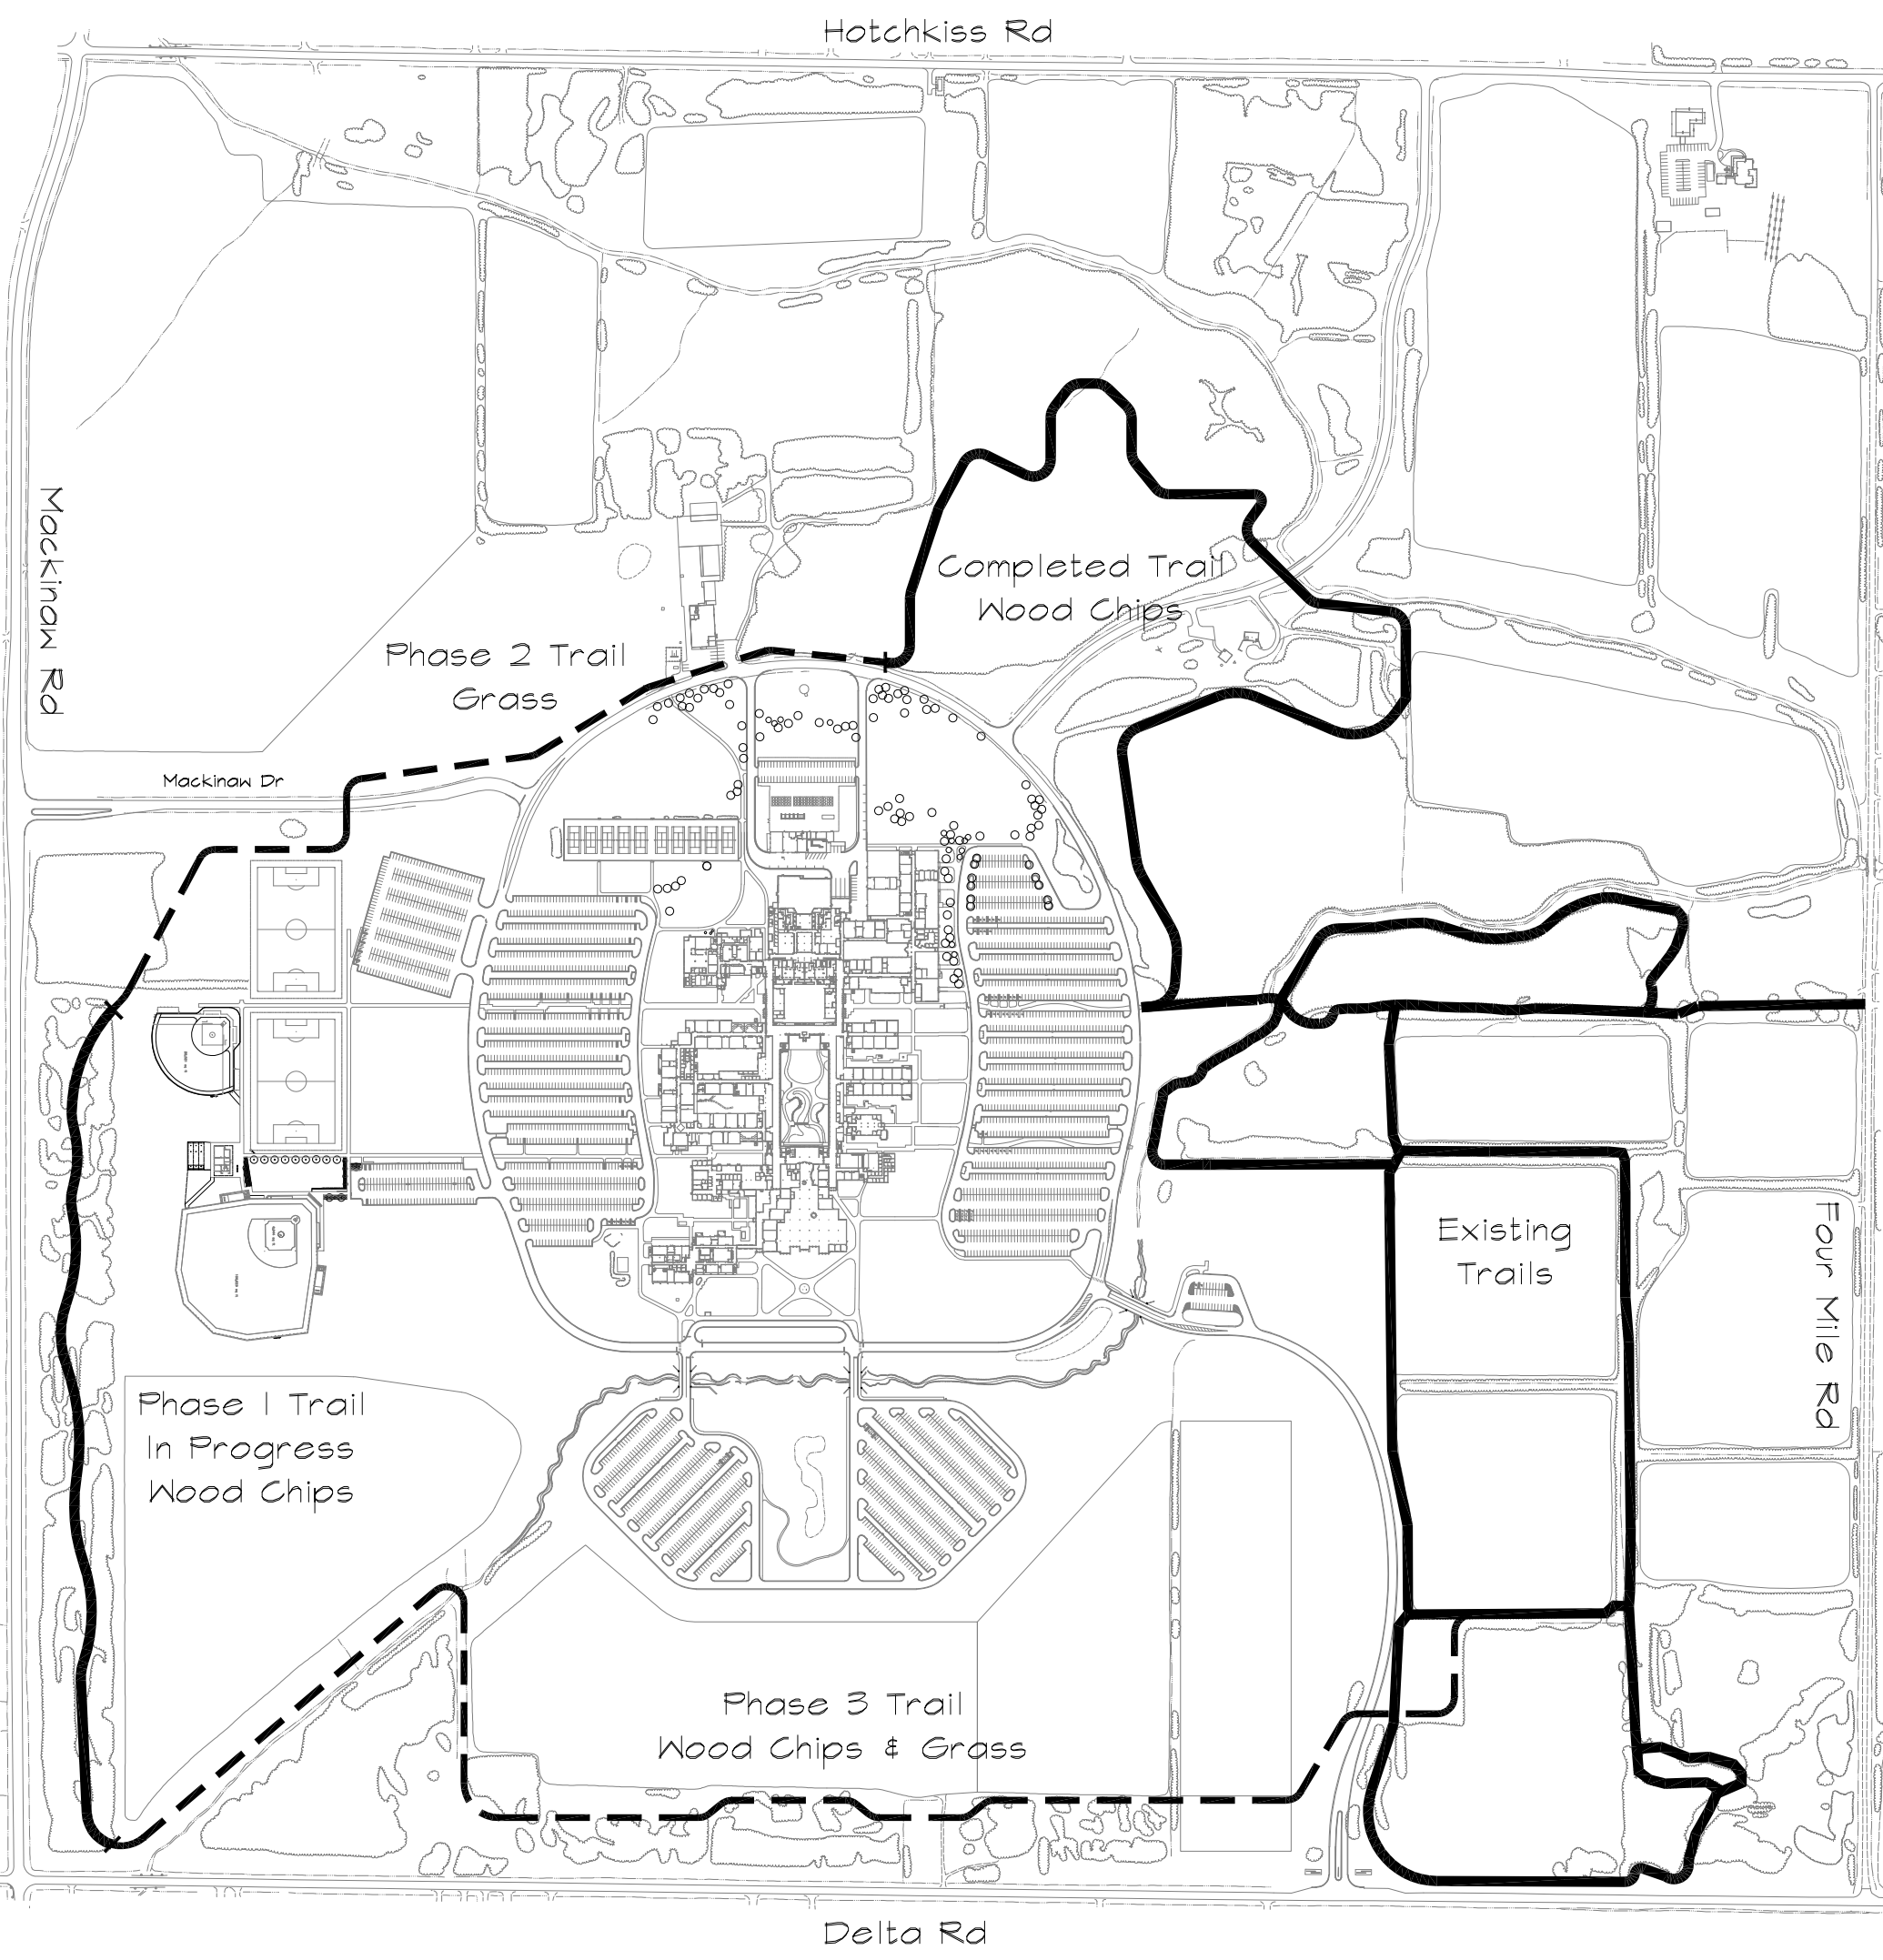 Hotchkiss Rd
Mackinaw Rd
Completed Trail
Wood Chips
Phase 2 Trail
Grass
Mackinaw Dr
Existing
Trails
Four Mile Rd
Phase 1 Trail
In Progress
Wood Chips
Phase 3 Trail
Wood Chips & Grass
Delta Rd